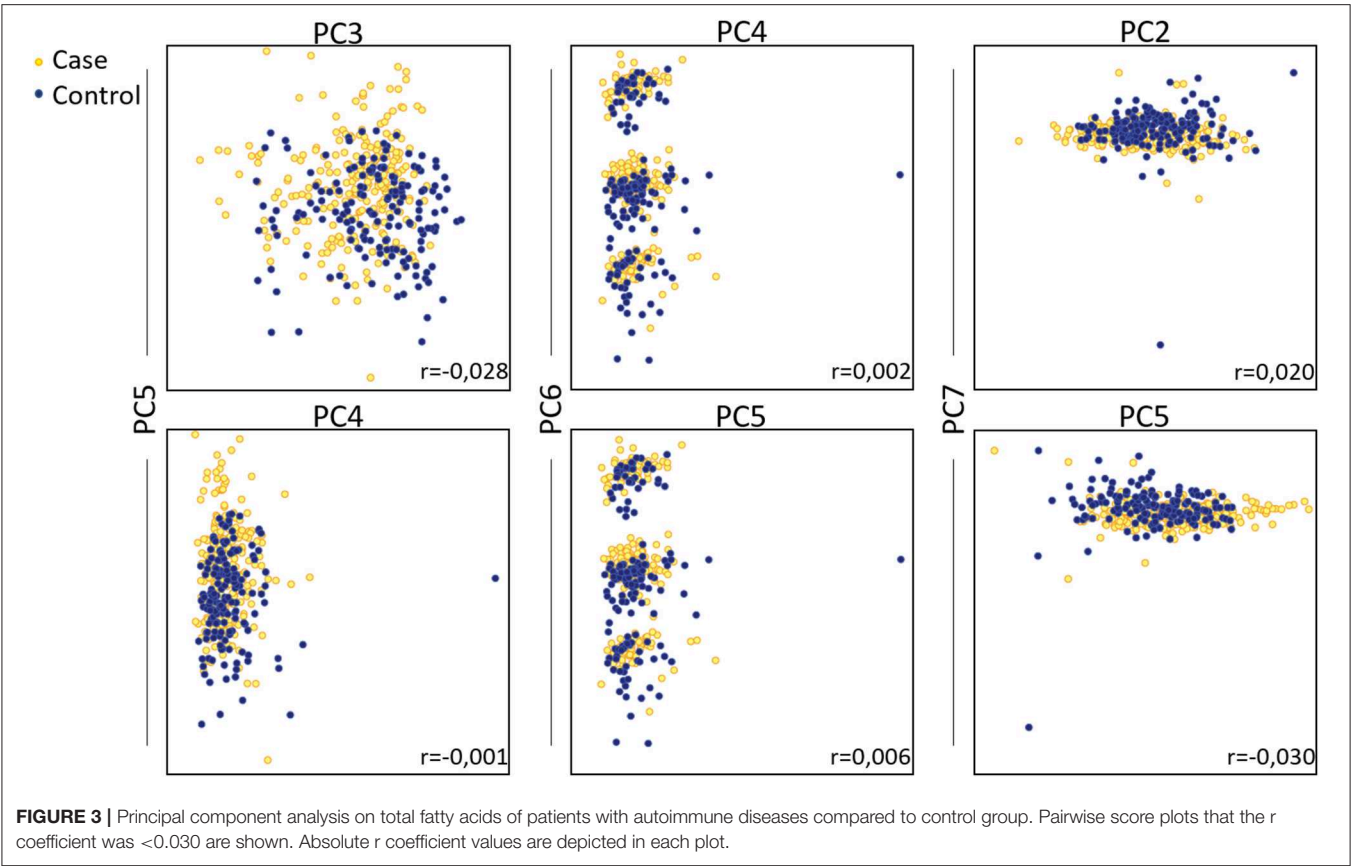 Case
Control
PC3
PC4
PC2
PC5
PC6
PC7
r=-0,028
r=0,002
r=0,020
PC4
PC5
PC5
r=-0,001
r=0,006
r=-0,030
FIGURE 3 | Principal component analysis on total fatty acids of patients with autoimmune diseases compared to control group. Pairwise score plots that the r
coefficient was <0.030 are shown. Absolute r coefficient values are depicted in each plot.